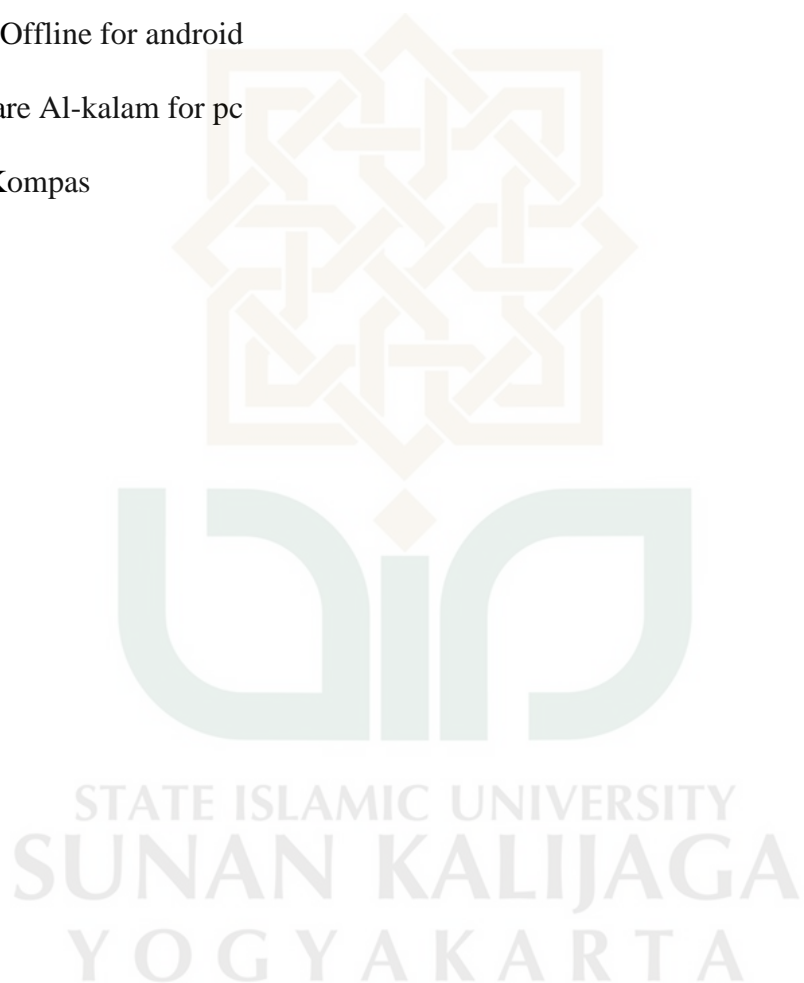 Offline for android
are Al-kalam for pc
Kompas
STATE ISLAMIC UNIVERSITY
SUNAN KALIJAGA
YOGYAKARTA